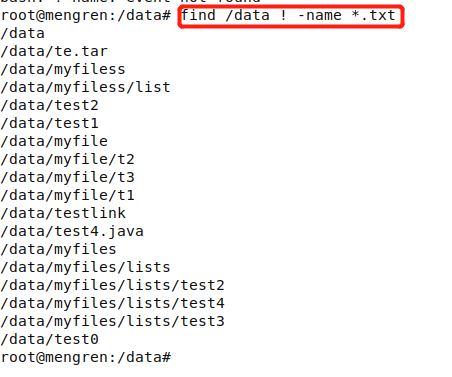 bash: ! name: event not found
root@mengren:/data# find /data ! -name *.txt
/data
/data/te.tar
/data/myfiless
/data/myfiless/list
/data/test2
/data/test1
/data/myfile
/data/myfile/t2
/data/myfile/t3
/data/myfile/t1
/data/testlink
/data/test4.java
/data/myfiles
/data/myfiles/lists
/data/myfiles/lists/test2
/data/myfiles/lists/test4
/data/myfiles/lists/test3
/data/test0
root@mengren:/data#